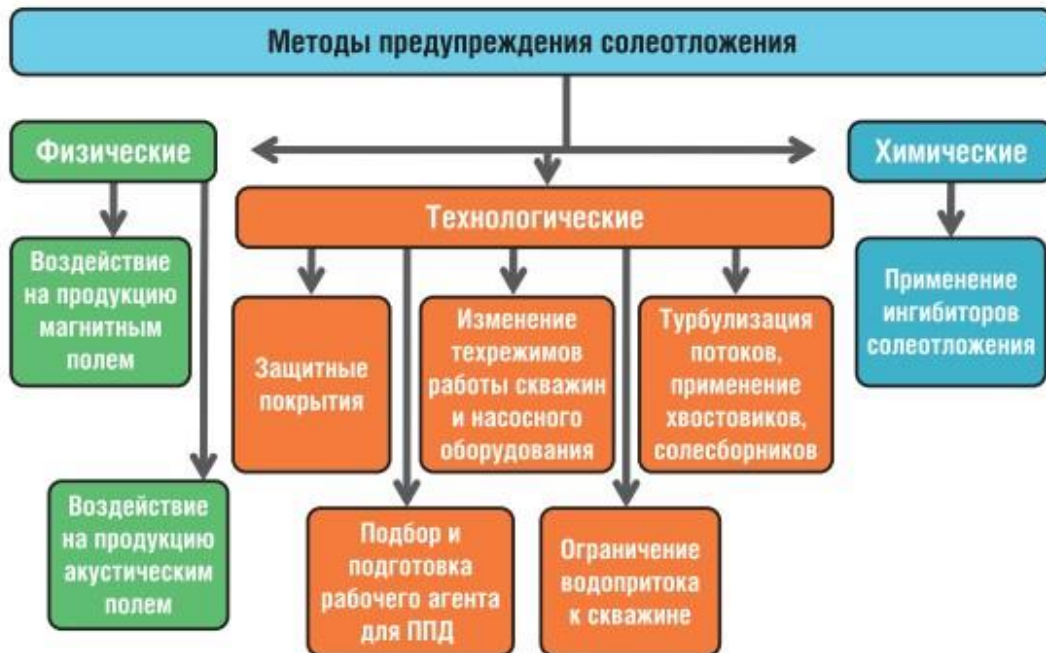 Методы предупреждения солеотложения
Физические
Химические
Технологические
Воздействие
на продукцию
магнитным
полем
Защитные
покрытия
Изменение
техрежимов
работы скважин
и насосного
оборудования
Турбулизация
потоков,
применение
хвостовиков,
солесборников
Применение
ингибиторов
солеотложения
Воздействие
на продукцию
акустическим
полем
Подбор и
подготовка
рабочего агента
для ППД
Ограничение
водопритока
к скважине